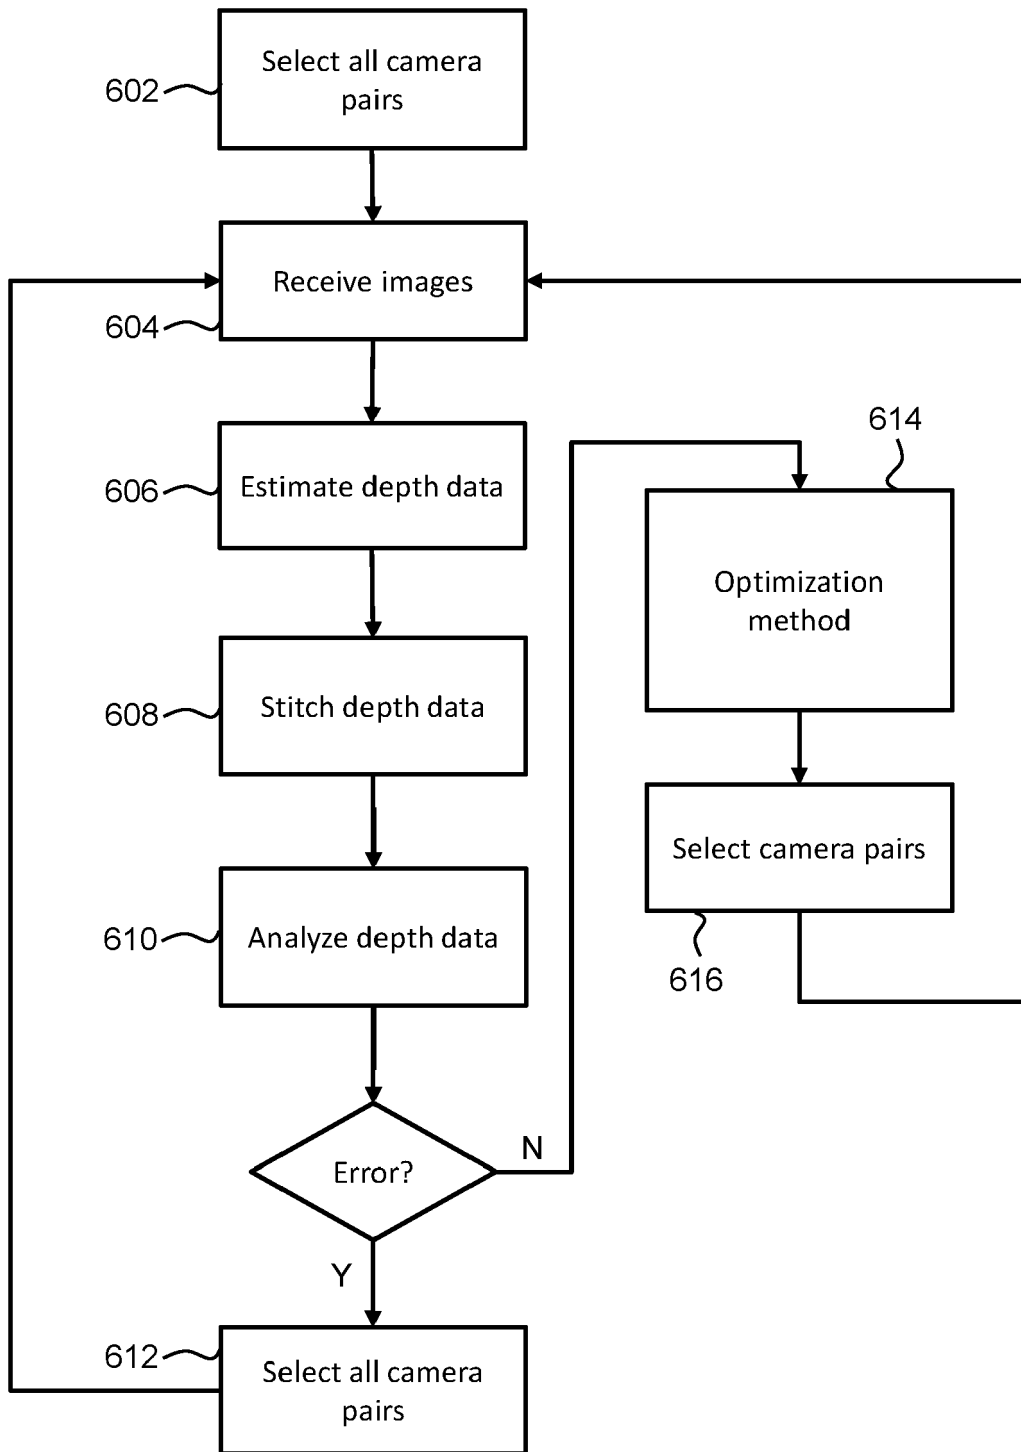 Select all camera
pairs
602
Receive images
604
Estimate depth data
606
Stitch depth data
608
Analyze depth data
610
Error?
N
Y
Select all camera
pairs
612
614
Optimization
method
Select camera pairs
616